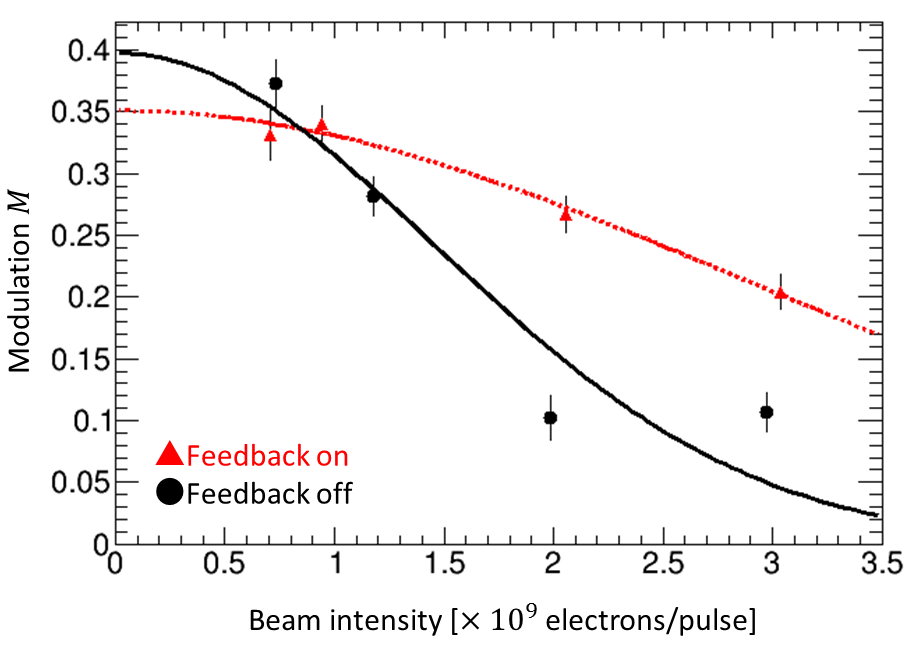 Modulation M
0.4
0.35
0.3
0.25
0.2
0.15
0.1
0.05
0
Feedback on
Feedback off
0 0.5 1 1.5 2 2.5 3 3.5
Beam intensity [× 10⁹ electrons/pulse]